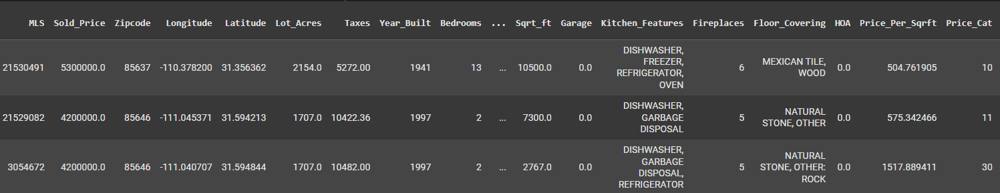 MLS Sold_Price Zipcode Longitude Latitude Lot_Acres Taxes Year_Built Bedrooms ... Sqrt_ft Garage Kitchen_Features Fireplaces Floor_Covering HOA Price_Per_Sqrft Price_Cat
21530491 5300000.0 85637 -110.378200 31.356362 2154.0 5272.00 1941 13 ... 10500.0 0.0 DISHWASHER, FREEZER, REFRIGERATOR, OVEN 6 MEXICAN TILE, WOOD 0.0 504.761905 10
21529082 4200000.0 85646 -111.045371 31.594213 1707.0 10422.36 1997 2 ... 7300.0 0.0 DISHWASHER, GARBAGE DISPOSAL 5 NATURAL STONE, OTHER 0.0 575.342466 11
3054672 4200000.0 85646 -111.040707 31.594844 1707.0 10482.00 1997 2 ... 2767.0 0.0 DISHWASHER, GARBAGE DISPOSAL, REFRIGERATOR 5 NATURAL STONE, OTHER: ROCK 0.0 1517.889411 30